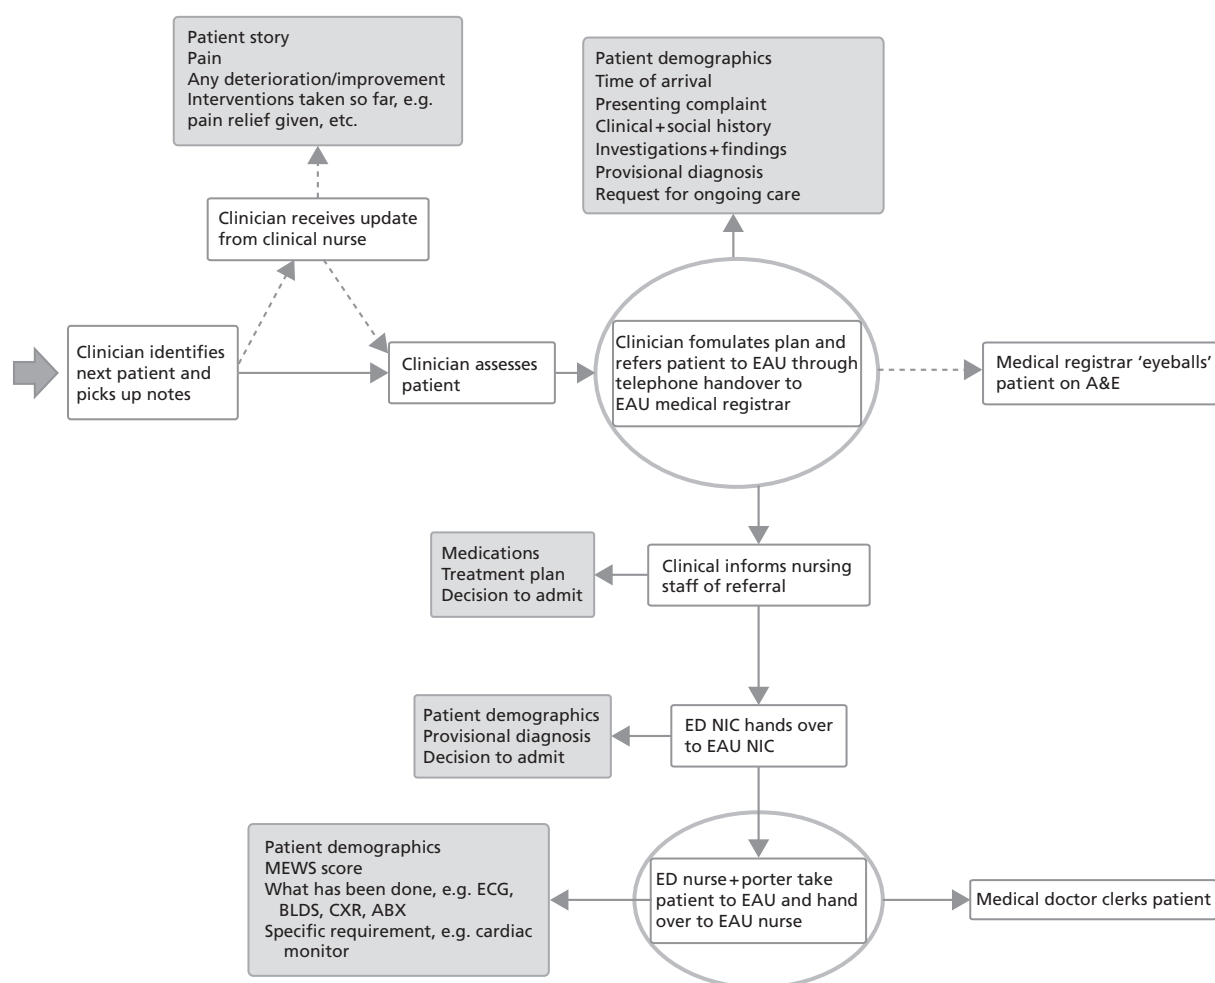 Patient story
Pain
Any deterioration/improvement
Interventions taken so far, e.g.
pain relief given, etc.
Patient demographics
Time of arrival
Presenting complaint
Clinical+social history
Investigations+findings
Provisional diagnosis
Request for ongoing care
Clinician receives update
from clinical nurse
Clinician identifies
next patient and
picks up notes
Clinician assesses
patient
Clinician fomulates plan and
refers patient to EAU through
telephone handover to
EAU medical registrar
Medical registrar ‘eyeballs’
patient on A&E
Medications
Treatment plan
Decision to admit
Clinical informs nursing
staff of referral
Patient demographics
Provisional diagnosis
Decision to admit
ED NIC hands over
to EAU NIC
Patient demographics
MEWS score
What has been done, e.g. ECG,
BLDS, CXR, ABX
Specific requirement, e.g. cardiac
monitor
ED nurse+porter take
patient to EAU and hand
over to EAU nurse
Medical doctor clerks patient